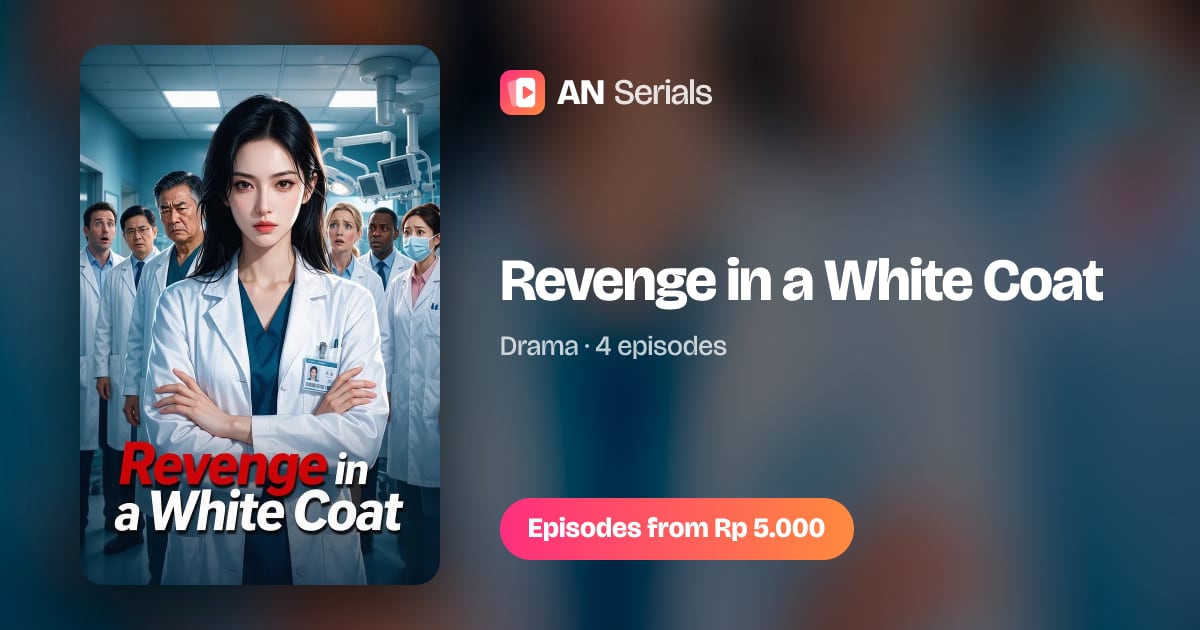 Revenge in
a White Coat
AN Serials
Revenge in a White Coat
Drama · 4 episodes
Episodes from Rp 5.000